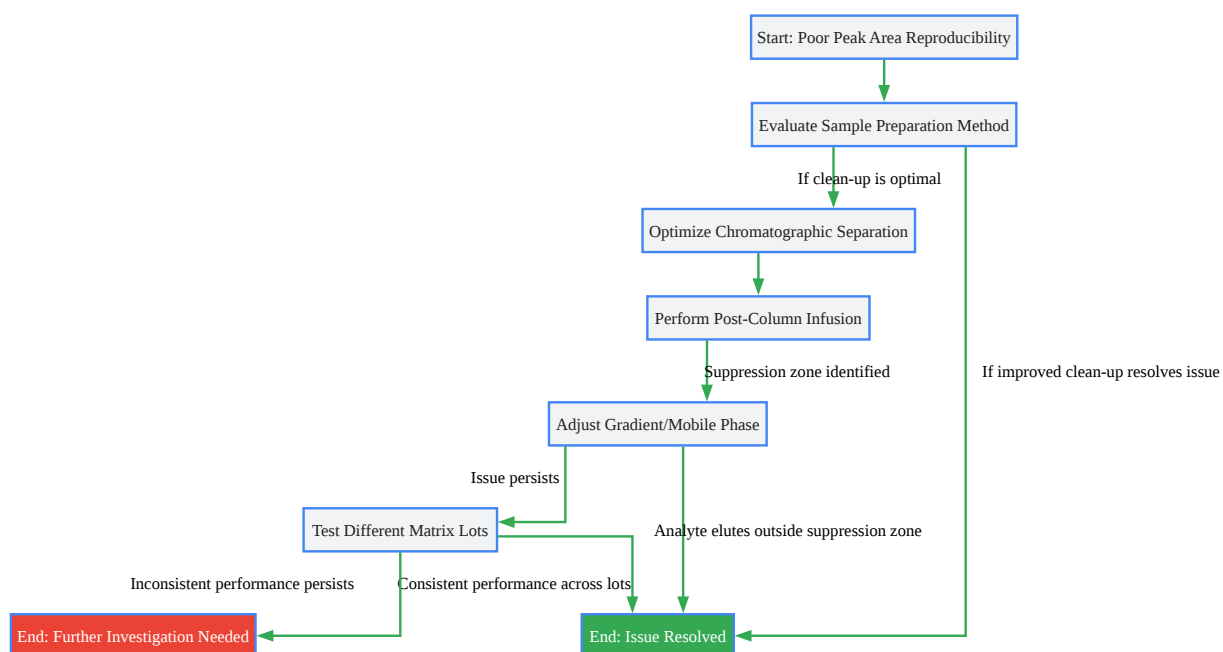 Start: Poor Peak Area Reproducibility
Evaluate Sample Preparation Method
If clean-up is optimal
Optimize Chromatographic Separation
Perform Post-Column Infusion
Suppression zone identified
If improved clean-up resolves issue
Adjust Gradient/Mobile Phase
Issue persists
Test Different Matrix Lots
Analyte elutes outside suppression zone
Inconsistent performance persists
Consistent performance across lots
End: Further Investigation Needed
End: Issue Resolved